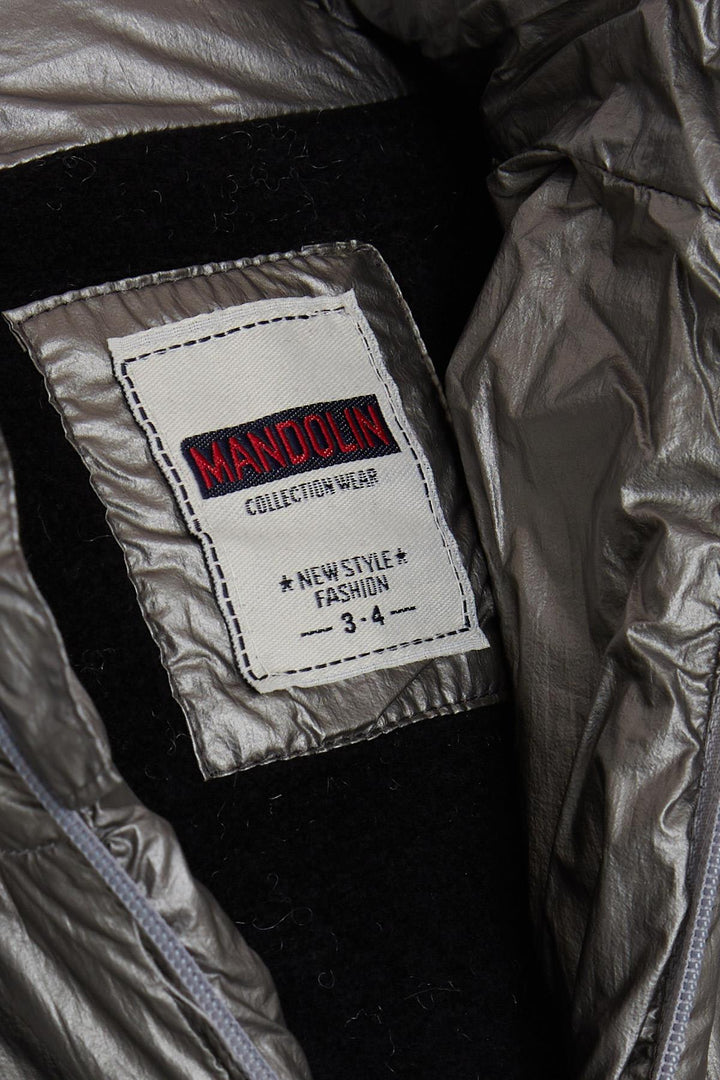 MANDOLIN
COLLECTION WEAR
★ NEW STYLE ★
FASHION
— 3·4 —